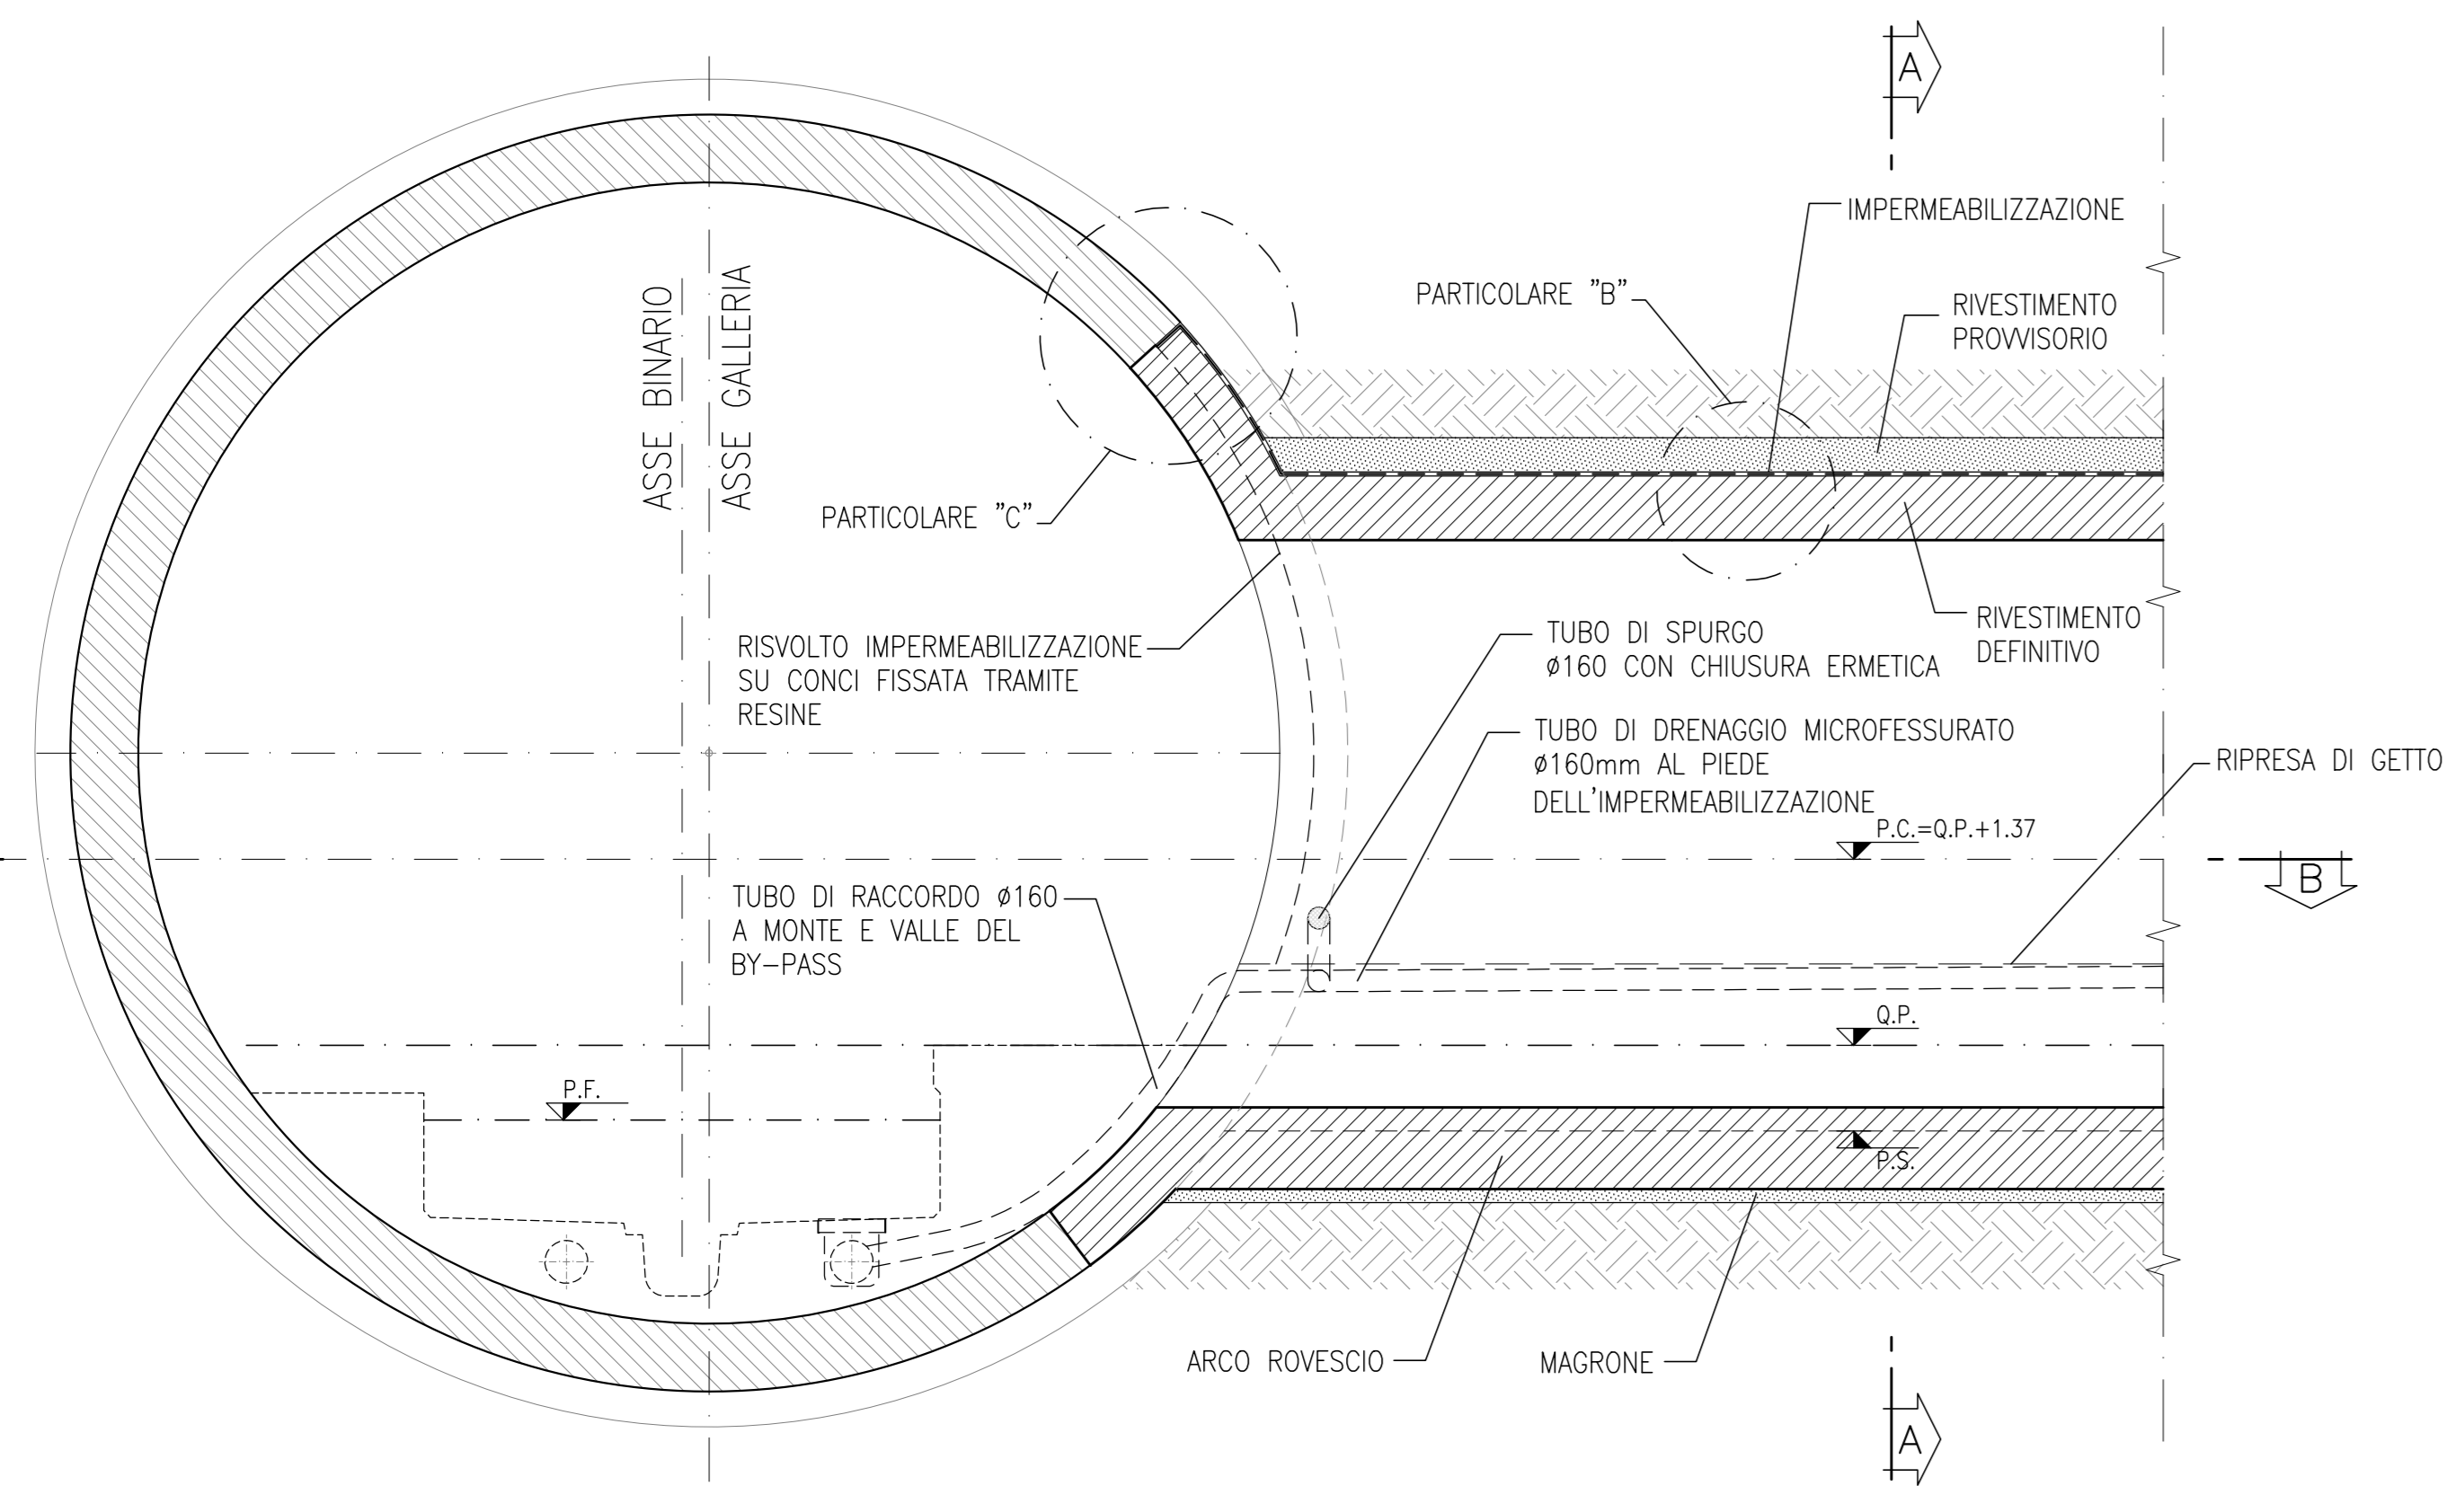 A
IMPERMEABILIZZAZIONE
PARTICOLARE "B"
RIVESTIMENTO
PROVVISORIO
ASSE BINARIO
ASSE GALLERIA
PARTICOLARE "C"
RISVOLTO IMPERMEABILIZZAZIONE
SU CONCI FISSATA TRAMITE
RESINE
TUBO DI SPURGO
ø160 CON CHIUSURA ERMETICA
RIVESTIMENTO
DEFINITIVO
TUBO DI DRENAGGIO MICROFESSURATO
ø160mm AL PIEDE
DELL'IMPERMEABILIZZAZIONE
RIPRESA DI GETTO
P.C.=Q.P.+1.37
B
TUBO DI RACCORDO ø160
A MONTE E VALLE DEL
BY-PASS
Q.P.
P.F.
P.S.
ARCO ROVESCIO
MAGRONE
A